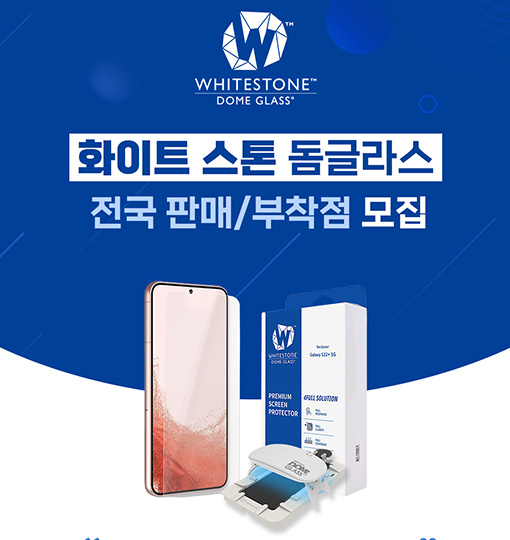 WHITESTONE™
DOME GLASS®
화이트 스톤 돔글라스
전국 판매/부착점 모집
WHITESTONE
DOME GLASS
Galaxy S22+ 5G
PREMIUM
SCREEN
PROTECTOR
4FULL SOLUTION
DOME
GLASS